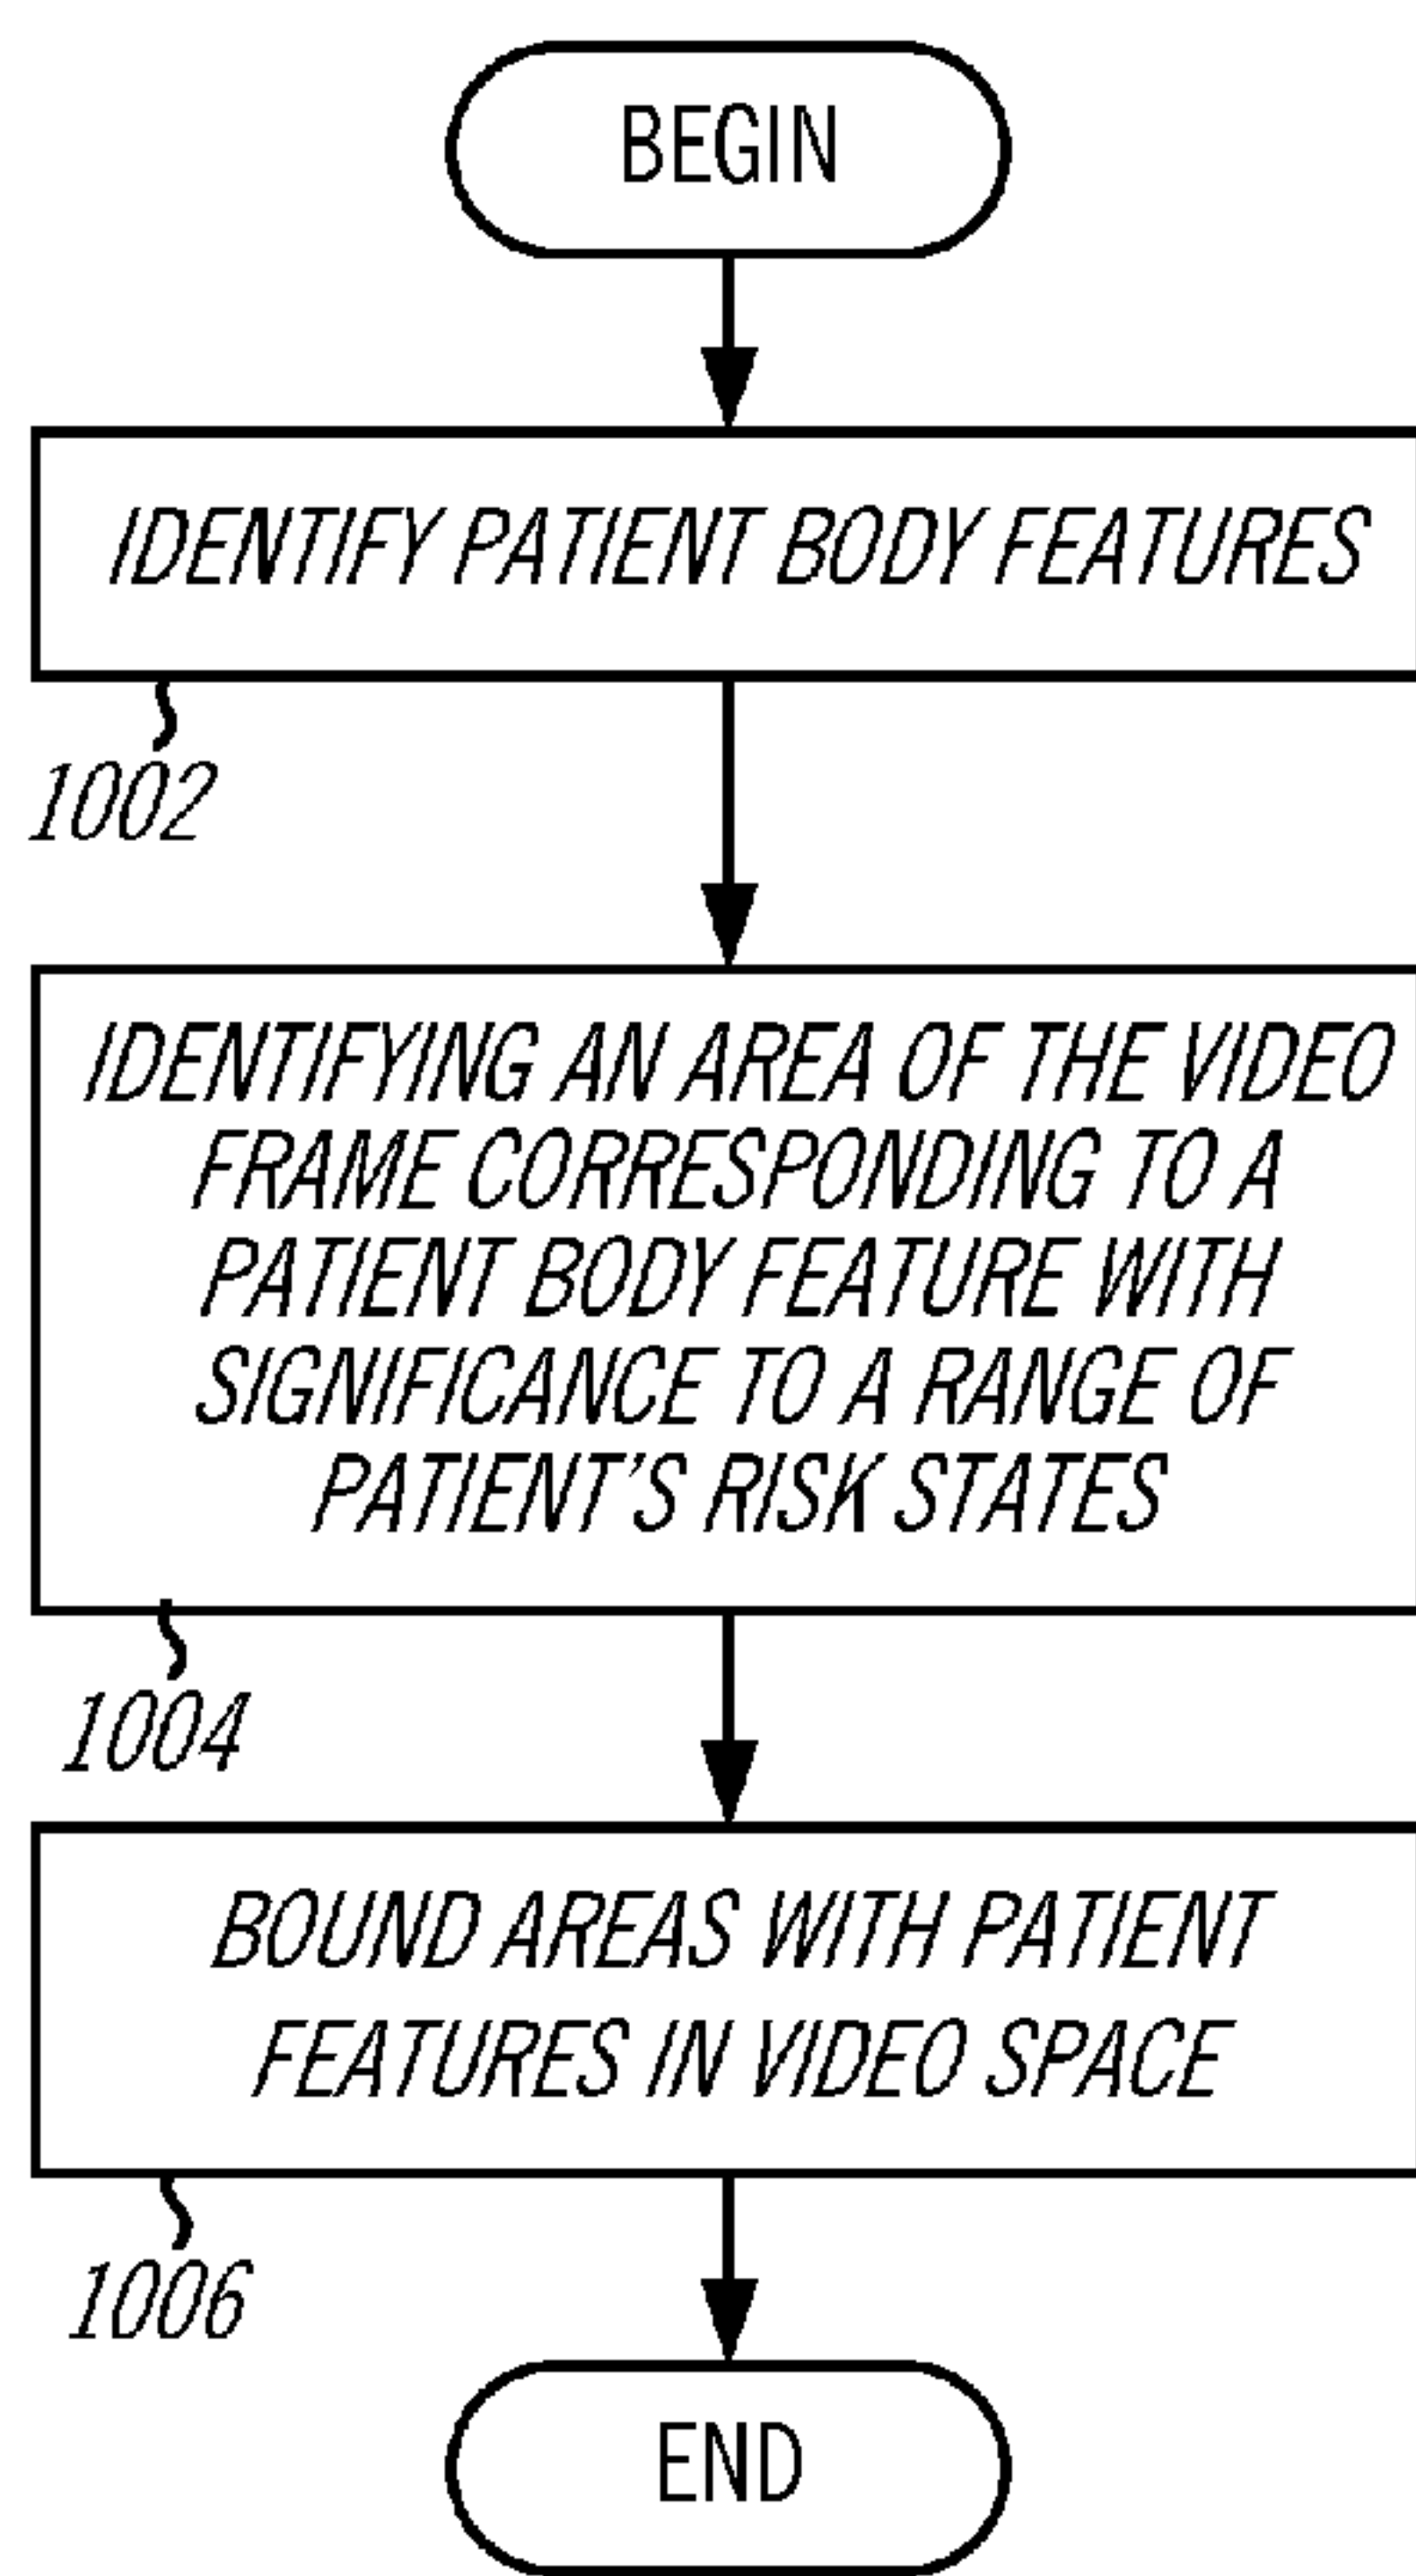 BEGIN
IDENTIFY PATIENT BODY FEATURES
1002
IDENTIFYING AN AREA OF THE VIDEO
FRAME CORRESPONDING TO A
PATIENT BODY FEATURE WITH
SIGNIFICANCE TO A RANGE OF
PATIENT'S RISK STATES
1004
BOUND AREAS WITH PATIENT
FEATURES IN VIDEO SPACE
1006
END